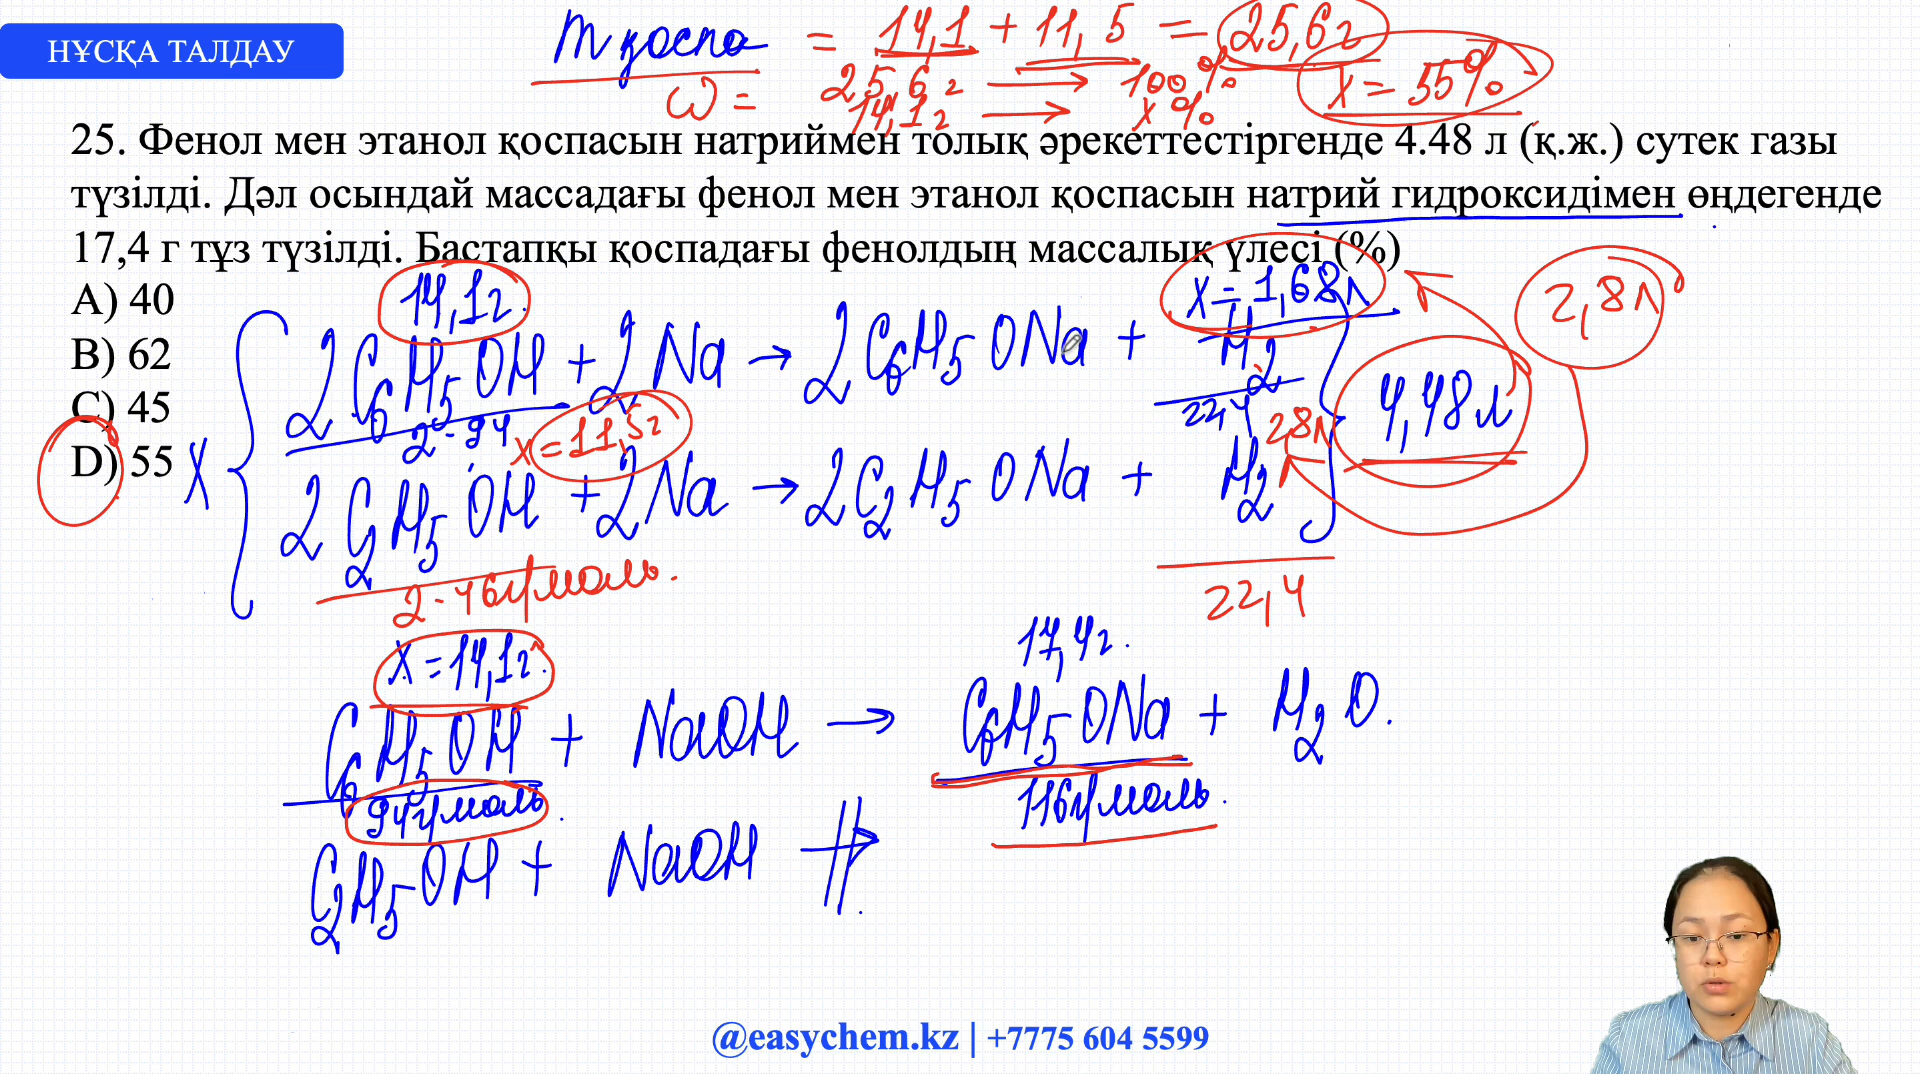 НҰСҚА ТАЛДАУ
m қоспа = 14,1 + 11,5 = 25,6г
ω = 25,6г → 100%
14,1г → x%
x = 55%
25. Фенол мен этанол қоспасын натриймен толық әрекеттестіргенде 4.48 л (қ.ж.) сутек газы
түзілді. Дәл осындай массадағы фенол мен этанол қоспасын натрий гидроксидімен өңдегенде
17,4 г тұз түзілді. Бастапқы қоспадағы фенолдың массалық үлесі (%)
A) 40
B) 62
C) 45
D) 55
14,1г.
x = 1,68л
2,8л
2C6H5OH + 2Na → 2C6H5ONa + H2
2·94
22,4
4,48л
x = 11,5г
2,8л
X
2C2H5OH + 2Na → 2C2H5ONa + H2
2·46г/моль.
22,4
x = 14,1г.
17,4г.
C6H5OH + NaOH → C6H5ONa + H2O.
94г/моль.
116г/моль.
C2H5OH + NaOH ⇸
@easychem.kz | +7775 604 5599